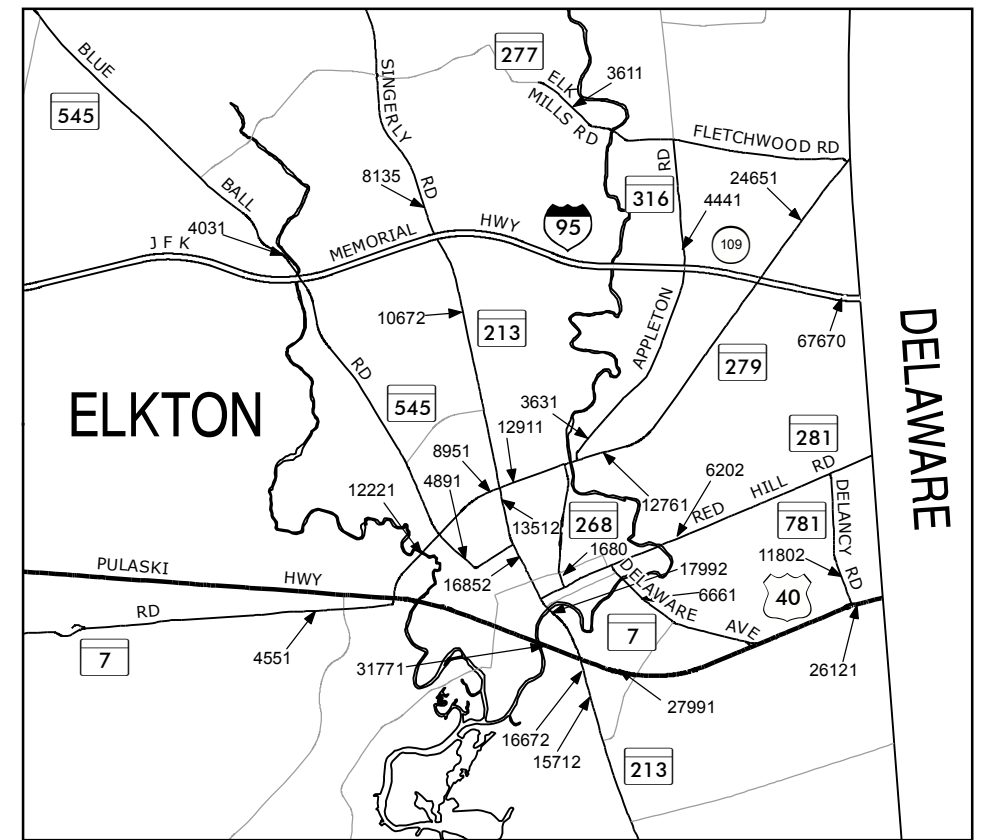 BLUE
545
SINGERLY
277
ELK
3611
MILLS RD
FLETCHWOOD RD
RD
8135
RD
24651
316
4441
BALL
4031
JFK
MEMORIAL
HWY
95
109
10672
213
APPLETON
67670
279
DELAWARE
RD
ELKTON
545
3631
12911
281
8951
4891
12221
6202
RED HILL RD
12761
13512
268
781
DELANCY RD
1680
11802
PULASKI
HWY
16852
17992
DELAWARE AVE
6661
40
RD
7
4551
7
31771
26121
27991
16672
15712
213